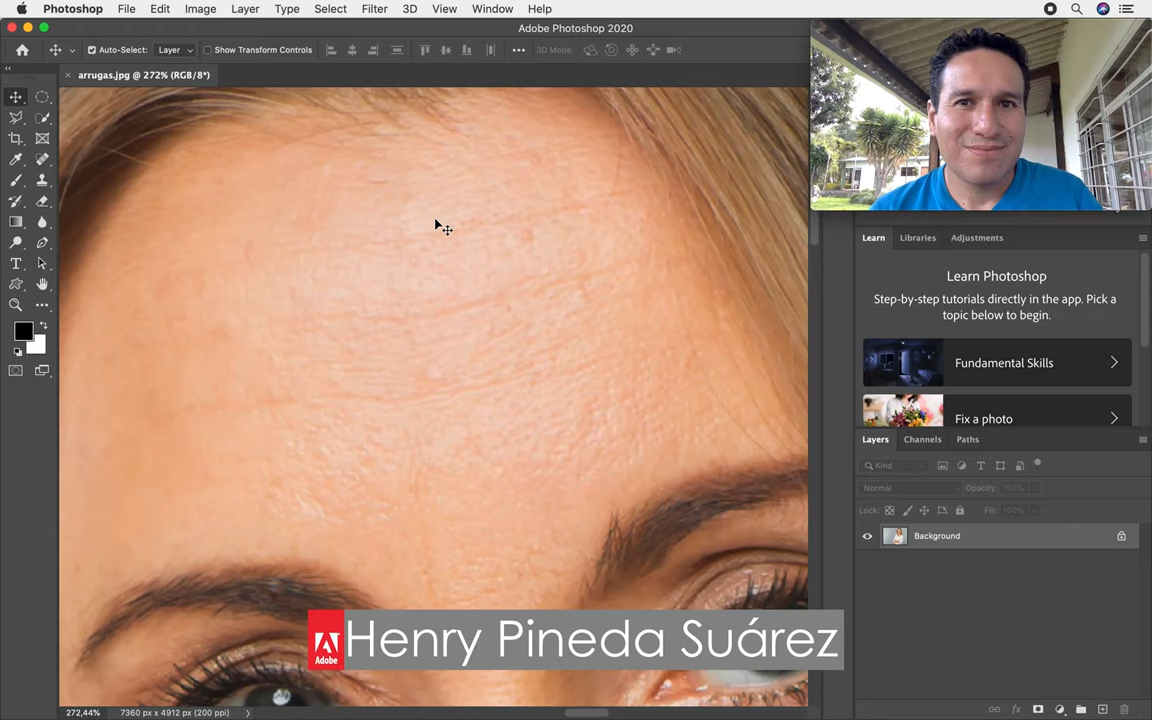 Photoshop File Edit Image Layer Type Select Filter 3D View Window Help
Adobe Photoshop 2020
Auto-Select: Layer Show Transform Controls 3D Mode:
arrugas.jpg @ 272% (RGB/8*)
Learn Libraries Adjustments
Learn Photoshop
Step-by-step tutorials directly in the app. Pick a
topic below to begin.
Fundamental Skills
Fix a photo
Layers Channels Paths
Kind
Normal Opacity: 100%
Lock: Fill: 100%
Background
Adobe
Henry Pineda Suárez
272,44% 7360 px x 4912 px (200 ppi)